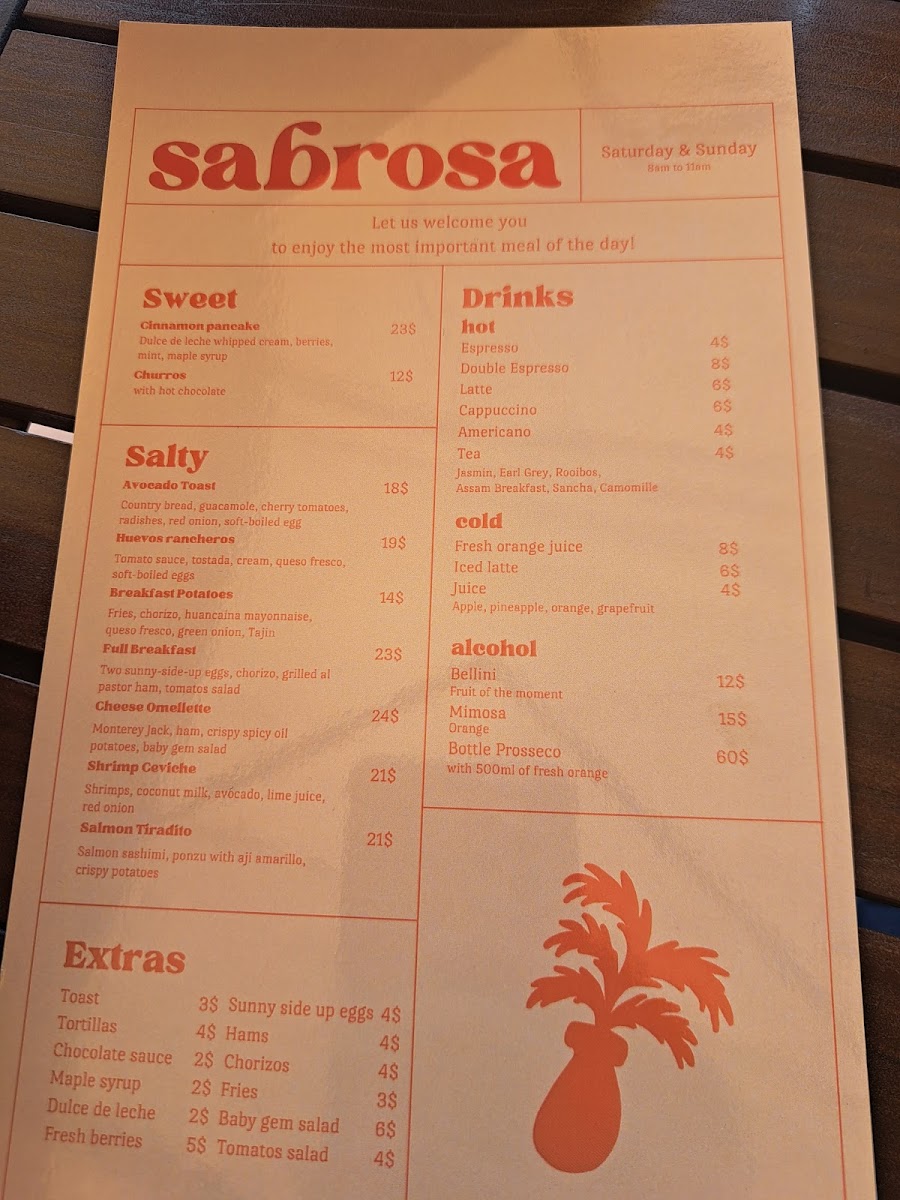 sabrosa
Saturday & Sunday
8am to 11am
Let us welcome you
to enjoy the most important meal of the day!
Sweet
Cinnamon pancake 23$
Dulce de leche whipped cream, berries,
mint, maple syrup
Churros 12$
with hot chocolate
Salty
Avocado Toast 18$
Country bread, guacamole, cherry tomatoes,
radishes, red onion, soft-boiled egg
Huevos rancheros 19$
Tomato sauce, tostada, cream, queso fresco,
soft-boiled eggs
Breakfast Potatoes 14$
Fries, chorizo, huancaina mayonnaise,
queso fresco, green onion, Tajin
Full Breakfast 23$
Two sunny-side-up eggs, chorizo, grilled al
pastor ham, tomatos salad
Cheese Omellette 24$
Monterey Jack, ham, crispy spicy oil
potatoes, baby gem salad
Shrimp Ceviche 21$
Shrimps, coconut milk, avocado, lime juice,
red onion
Salmon Tiradito 21$
Salmon sashimi, ponzu with aji amarillo,
crispy potatoes
Extras
Toast 3$ Sunny side up eggs 4$
Tortillas 4$ Hams 4$
Chocolate sauce 2$ Chorizos 4$
Maple syrup 2$ Fries 3$
Dulce de leche 2$ Baby gem salad 6$
Fresh berries 5$ Tomatos salad 4$
Drinks
hot
Espresso 4$
Double Espresso 8$
Latte 6$
Cappuccino 6$
Americano 4$
Tea 4$
Jasmin, Earl Grey, Rooibos,
Assam Breakfast, Sancha, Camomille
cold
Fresh orange juice 8$
Iced latte 6$
Juice 4$
Apple, pineapple, orange, grapefruit
alcohol
Bellini 12$
Fruit of the moment
Mimosa 15$
Orange
Bottle Prosseco 60$
with 500ml of fresh orange